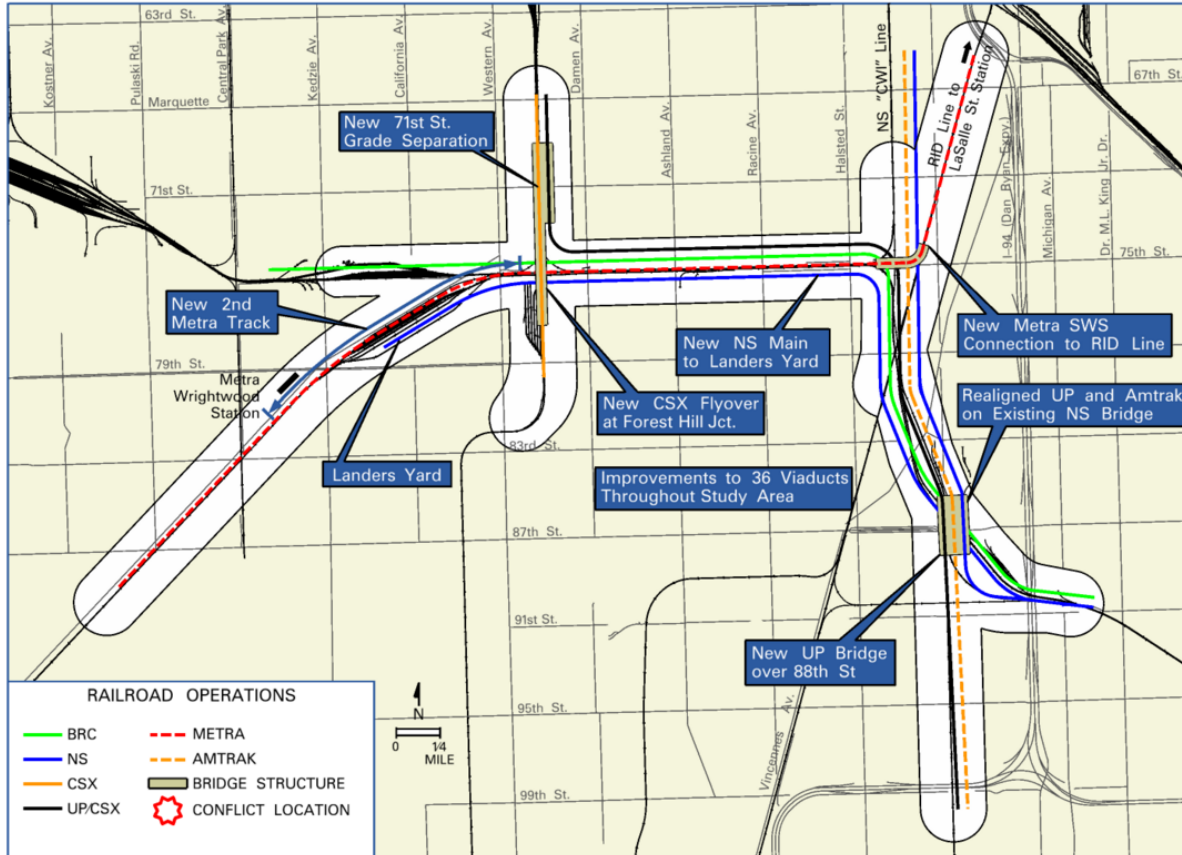 63rd St.
Kostner Av.
Pulaski Rd.
Central Park Av.
Kedzie Av.
California Av.
Western Av.
Damen Av.
Ashland Av.
Racine Av.
Halsted St.
NS "CWI" Line
RID Line to
LaSalle St. Station
I-94 (Dan Ryan Expy.)
Michigan Av.
Dr. M.L. King Jr. Dr.
67th St.
Marquette
New 71st St.
Grade Separation
71st St.
75th St.
New 2nd
Metra Track
New NS Main
to Landers Yard
New Metra SWS
Connection to RID Line
79th St.
Metra
Wrightwood
Station
New CSX Flyover
at Forest Hill Jct.
Realigned UP and Amtrak
on Existing NS Bridge
83rd St.
Landers Yard
Improvements to 36 Viaducts
Throughout Study Area
87th St.
91st St.
New UP Bridge
over 88th St
Vincennes Av.
95th St.
99th St.
RAILROAD OPERATIONS
BRC
NS
CSX
UP/CSX
METRA
AMTRAK
BRIDGE STRUCTURE
CONFLICT LOCATION
N
0 1/4
MILE